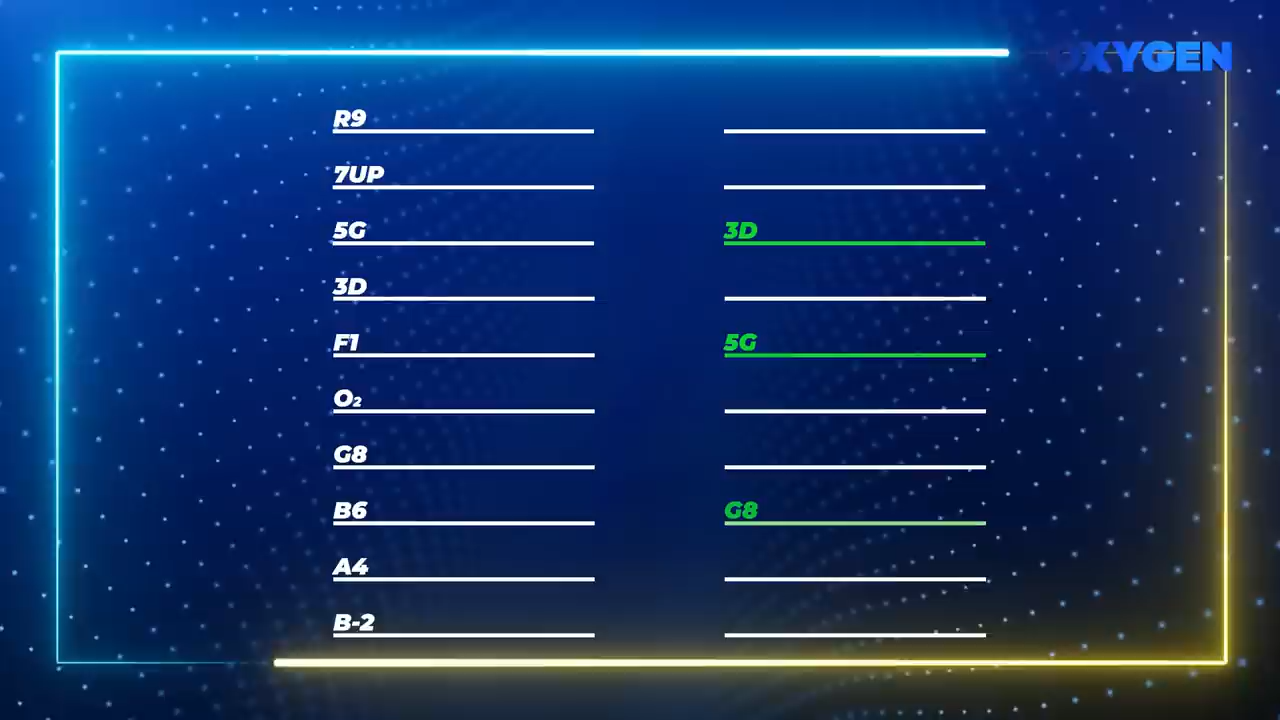 OXYGEN
R9
7UP
5G 3D
3D
F1 5G
O₂
G8
B6 G8
A4
B-2